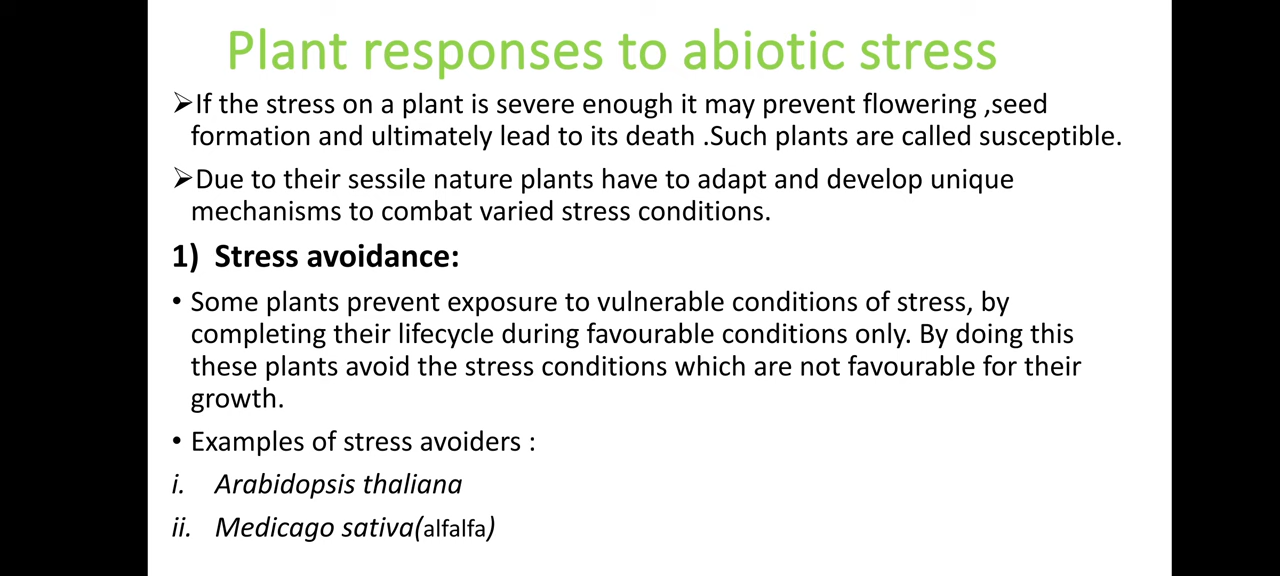 Plant responses to abiotic stress
➢If the stress on a plant is severe enough it may prevent flowering ,seed
formation and ultimately lead to its death .Such plants are called susceptible.
➢Due to their sessile nature plants have to adapt and develop unique
mechanisms to combat varied stress conditions.
1) Stress avoidance:
• Some plants prevent exposure to vulnerable conditions of stress, by
completing their lifecycle during favourable conditions only. By doing this
these plants avoid the stress conditions which are not favourable for their
growth.
• Examples of stress avoiders :
i. Arabidopsis thaliana
ii. Medicago sativa(alfalfa)